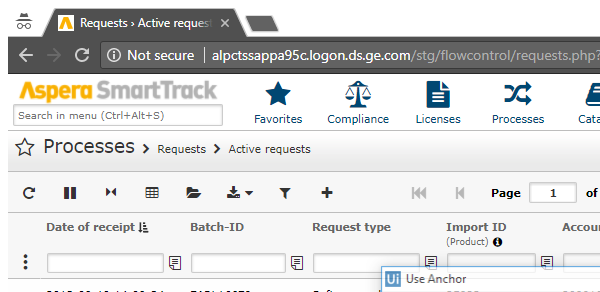 Requests › Active request
Not secure | alpctssappa95c.logon.ds.ge.com/stg/flowcontrol/requests.php?
Aspera SmartTrack
Search in menu (Ctrl+Alt+S)
Favorites Compliance Licenses Processes Cata
Processes › Requests › Active requests
Page 1 of
Date of receipt Batch-ID Request type Import ID Accou
(Product)
Ui Use Anchor